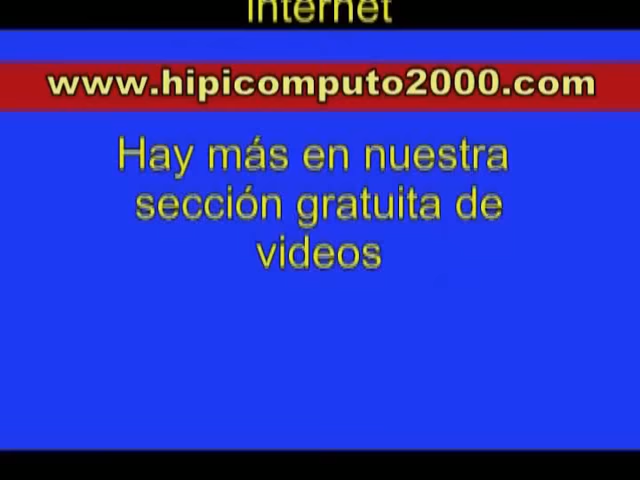 internet
www.hipicomputo2000.com
Hay más en nuestra
sección gratuita de
videos